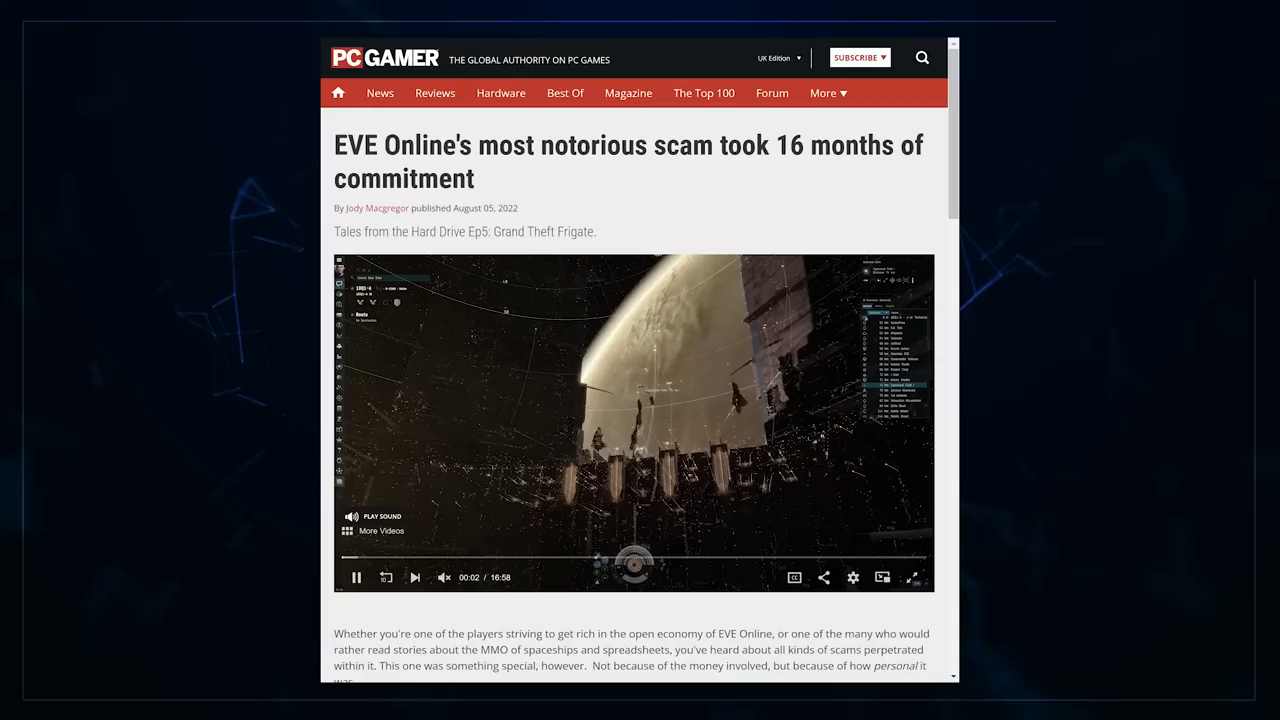 PC GAMER THE GLOBAL AUTHORITY ON PC GAMES UK Edition SUBSCRIBE
News Reviews Hardware Best Of Magazine The Top 100 Forum More
EVE Online's most notorious scam took 16 months of
commitment
By Jody Macgregor published August 05, 2022
Tales from the Hard Drive Ep5: Grand Theft Frigate.
PLAY SOUND
More Videos
10
00:02 / 16:58
CC
Whether you're one of the players striving to get rich in the open economy of EVE Online, or one of the many who would
rather read stories about the MMO of spaceships and spreadsheets, you've heard about all kinds of scams perpetrated
within it. This one was something special, however. Not because of the money involved, but because of how personal it